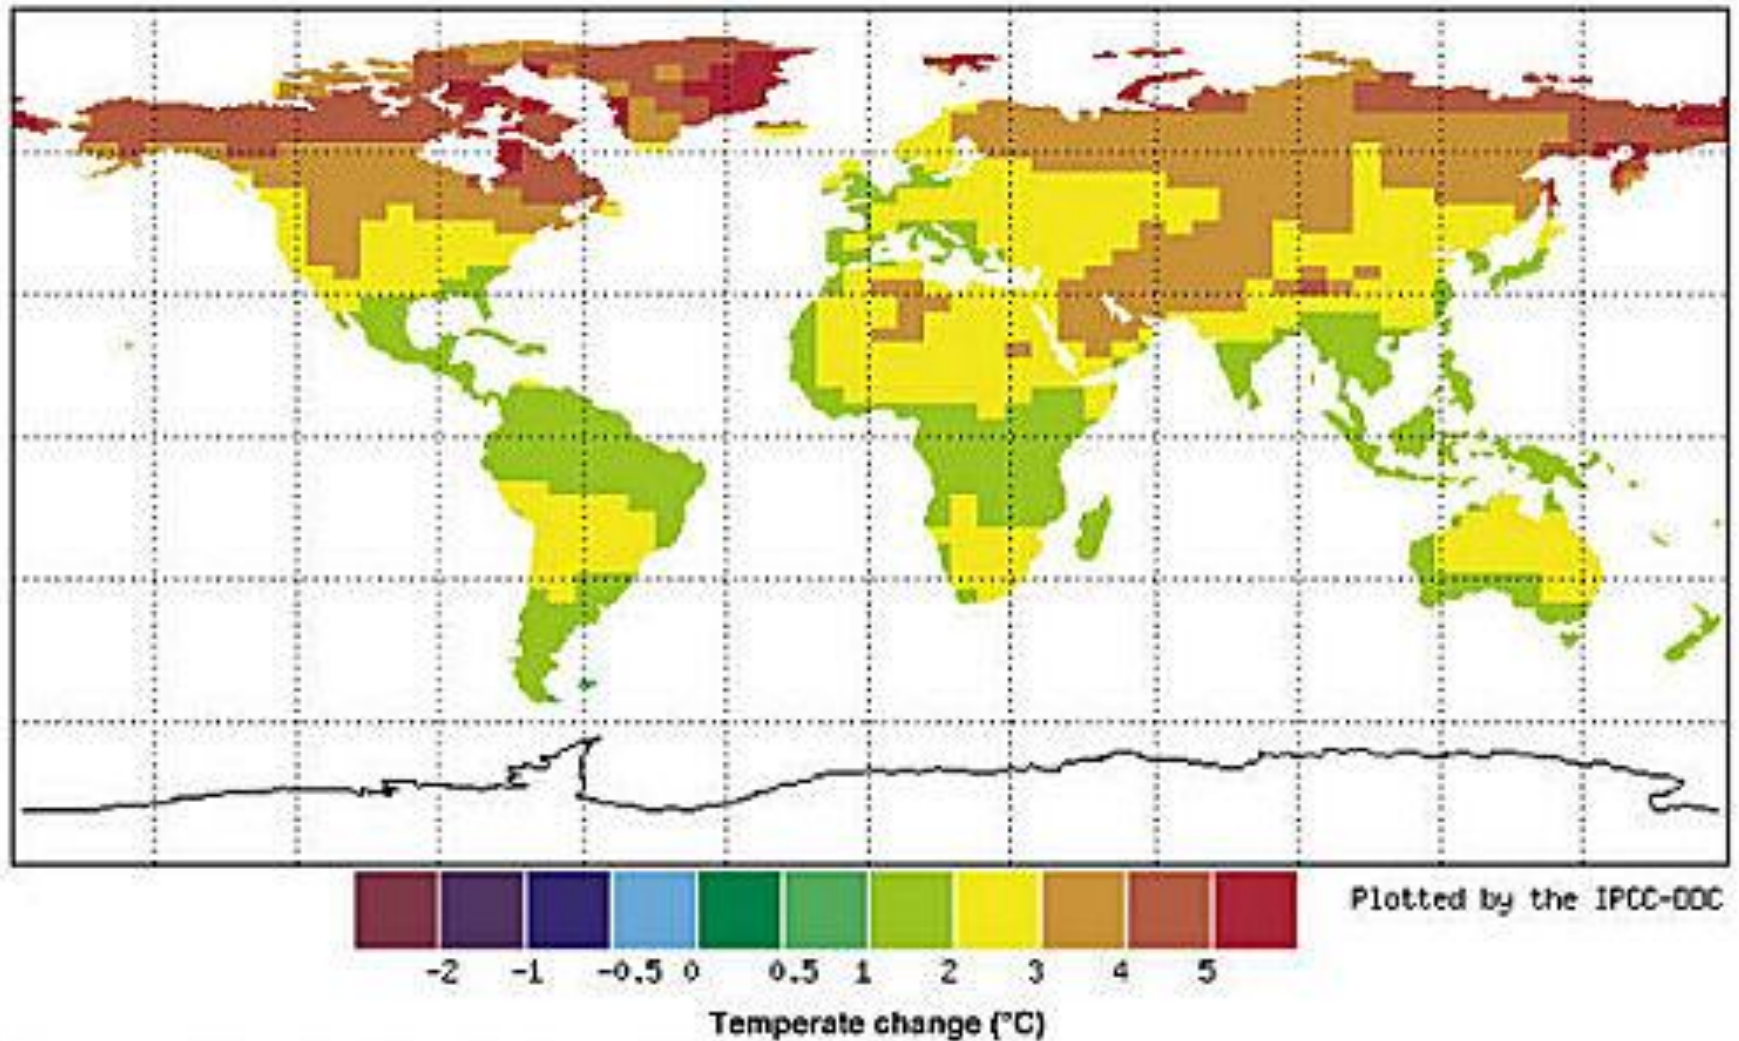 Plotted by the IPCC-DDC
-2 -1 -0.5 0 0.5 1 2 3 4 5
Temperate change (°C)